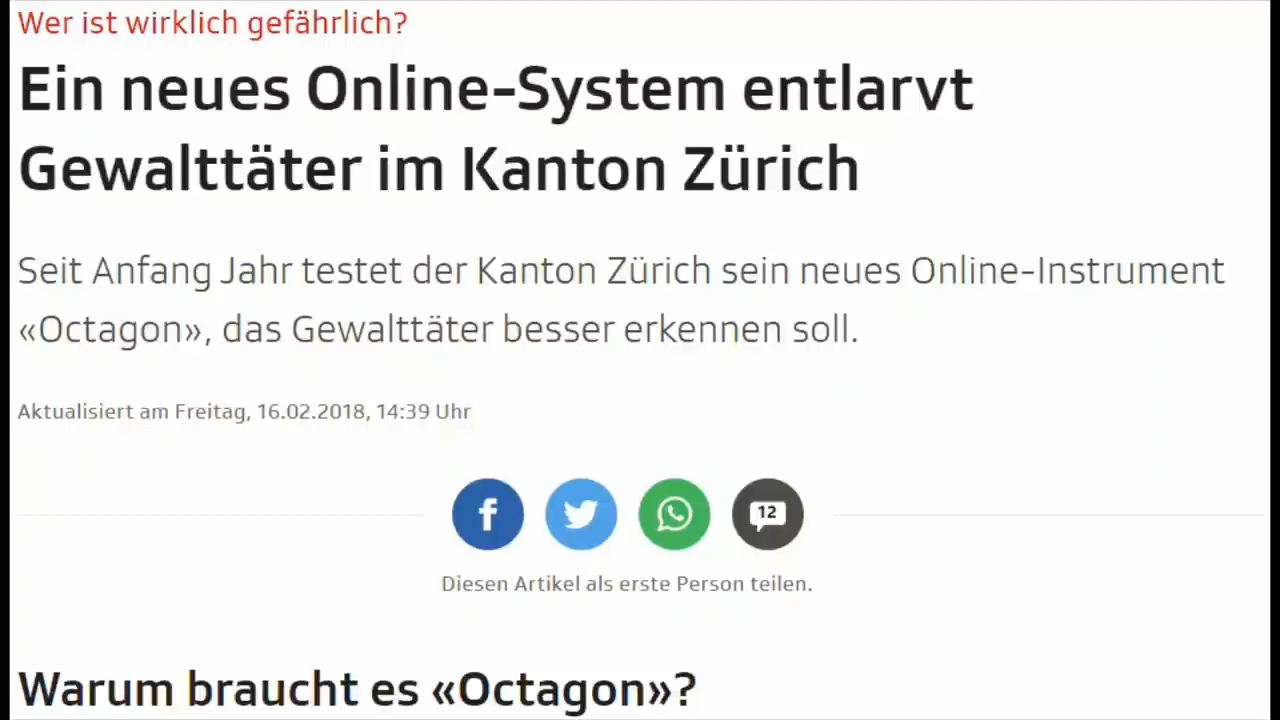 Wer ist wirklich gefährlich?
Ein neues Online-System entlarvt
Gewalttäter im Kanton Zürich
Seit Anfang Jahr testet der Kanton Zürich sein neues Online-Instrument
«Octagon», das Gewalttäter besser erkennen soll.
Aktualisiert am Freitag, 16.02.2018, 14:39 Uhr
f
12
Diesen Artikel als erste Person teilen.
Warum braucht es «Octagon»?